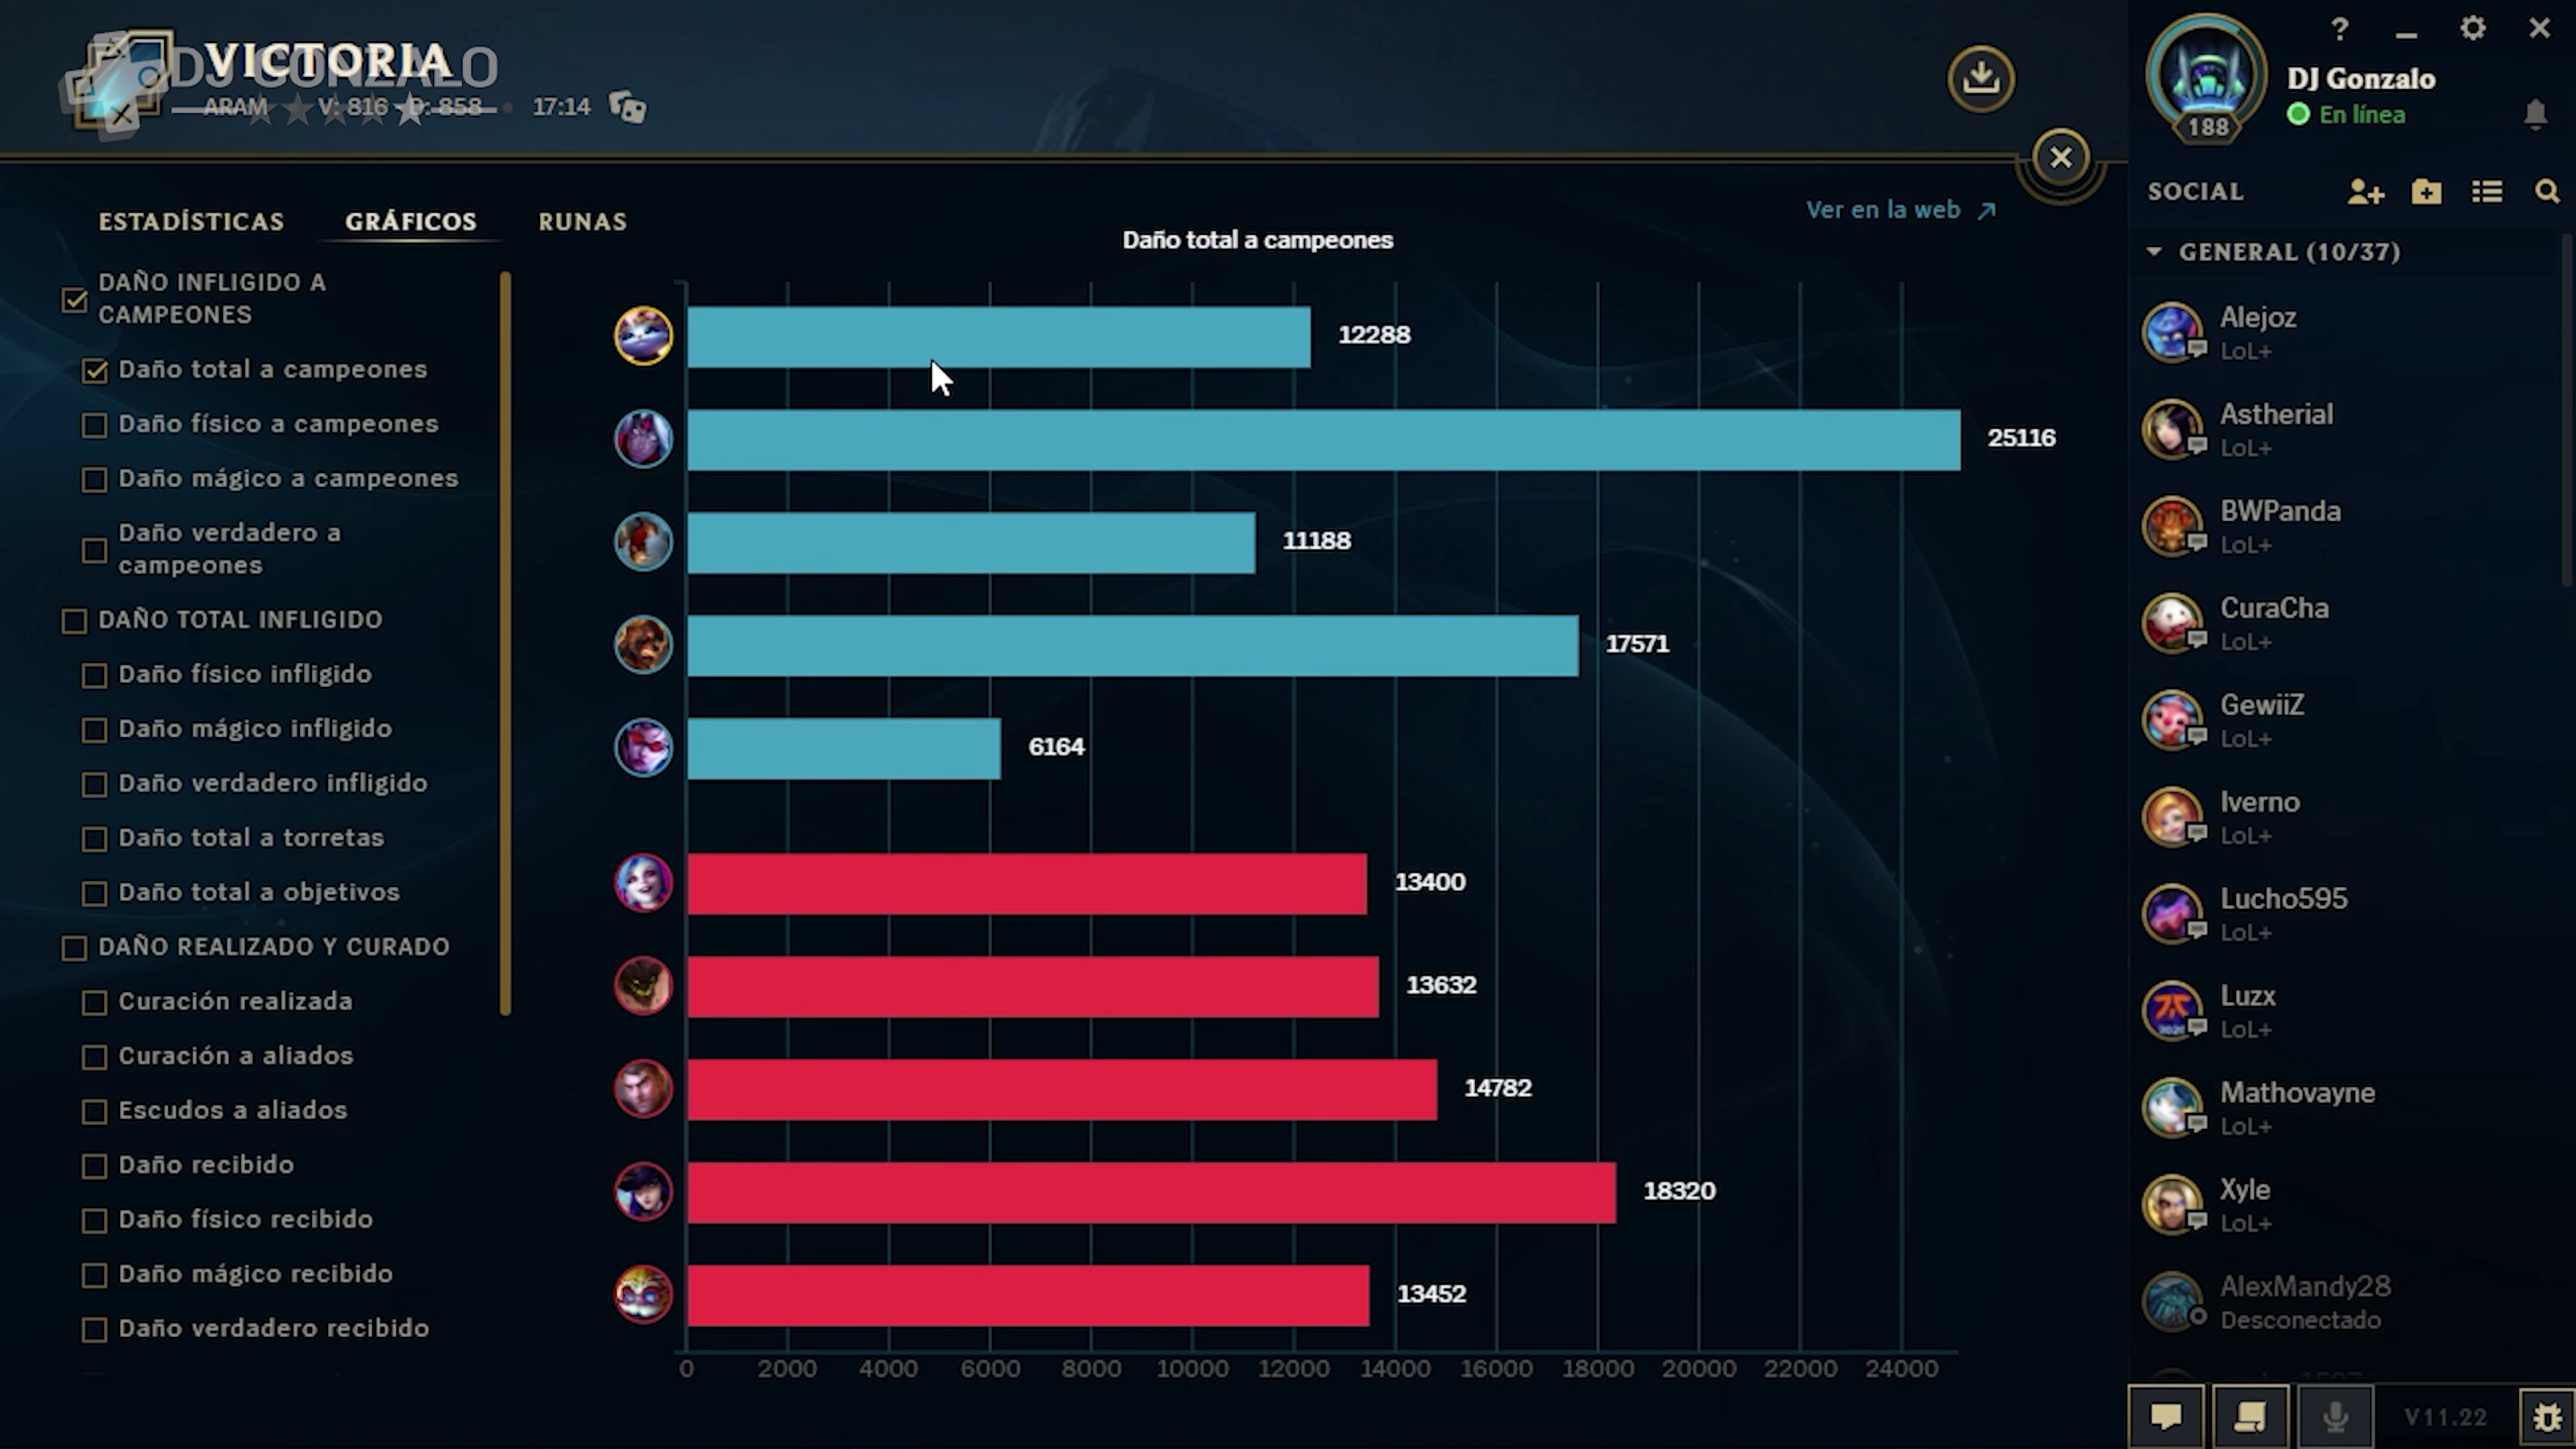 VICTORIA
DJ GONZALO
ARAM V: 816 D: 858 • 17:14
DJ Gonzalo
En línea
188
SOCIAL
ESTADÍSTICAS GRÁFICOS RUNAS
Ver en la web
Daño total a campeones
GENERAL (10/37)
DAÑO INFLIGIDO A
CAMPEONES
Daño total a campeones
Daño físico a campeones
Daño mágico a campeones
Daño verdadero a
campeones
DAÑO TOTAL INFLIGIDO
Daño físico infligido
Daño mágico infligido
Daño verdadero infligido
Daño total a torretas
Daño total a objetivos
DAÑO REALIZADO Y CURADO
Curación realizada
Curación a aliados
Escudos a aliados
Daño recibido
Daño físico recibido
Daño mágico recibido
Daño verdadero recibido
12288
25116
11188
17571
6164
13400
13632
14782
18320
13452
0 2000 4000 6000 8000 10000 12000 14000 16000 18000 20000 22000 24000
Alejoz
LoL+
Astherial
LoL+
BWPanda
LoL+
CuraCha
LoL+
GewiiZ
LoL+
Iverno
LoL+
Lucho595
LoL+
Luzx
LoL+
Mathovayne
LoL+
Xyle
LoL+
AlexMandy28
Desconectado
V11.22